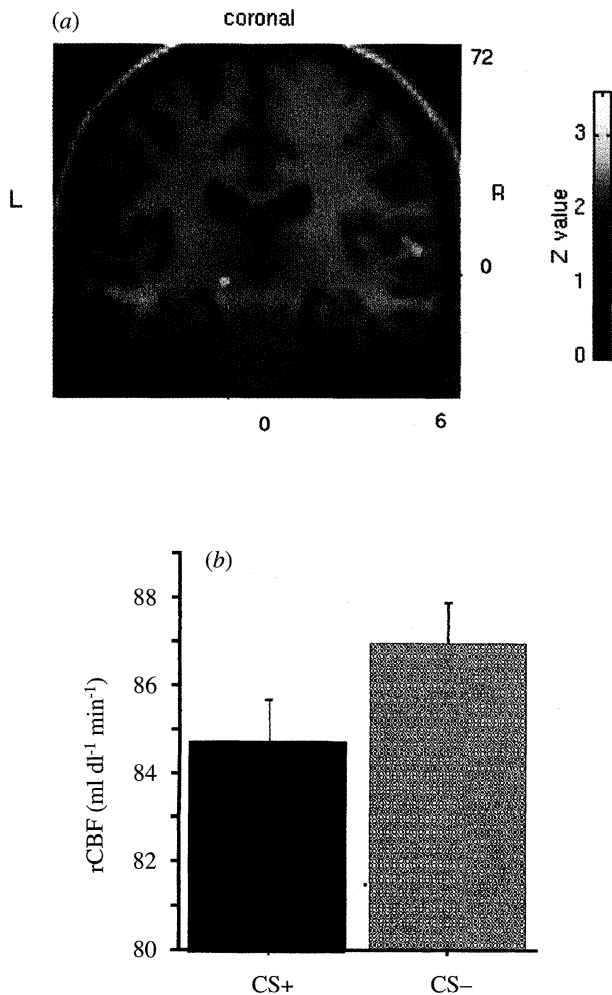 (a)
coronal
72
L
R
0
0
6
3
2
1
0
Z value
(b)
88
86
84
82
80
rCBF (ml dl⁻¹ min⁻¹)
CS+
CS–